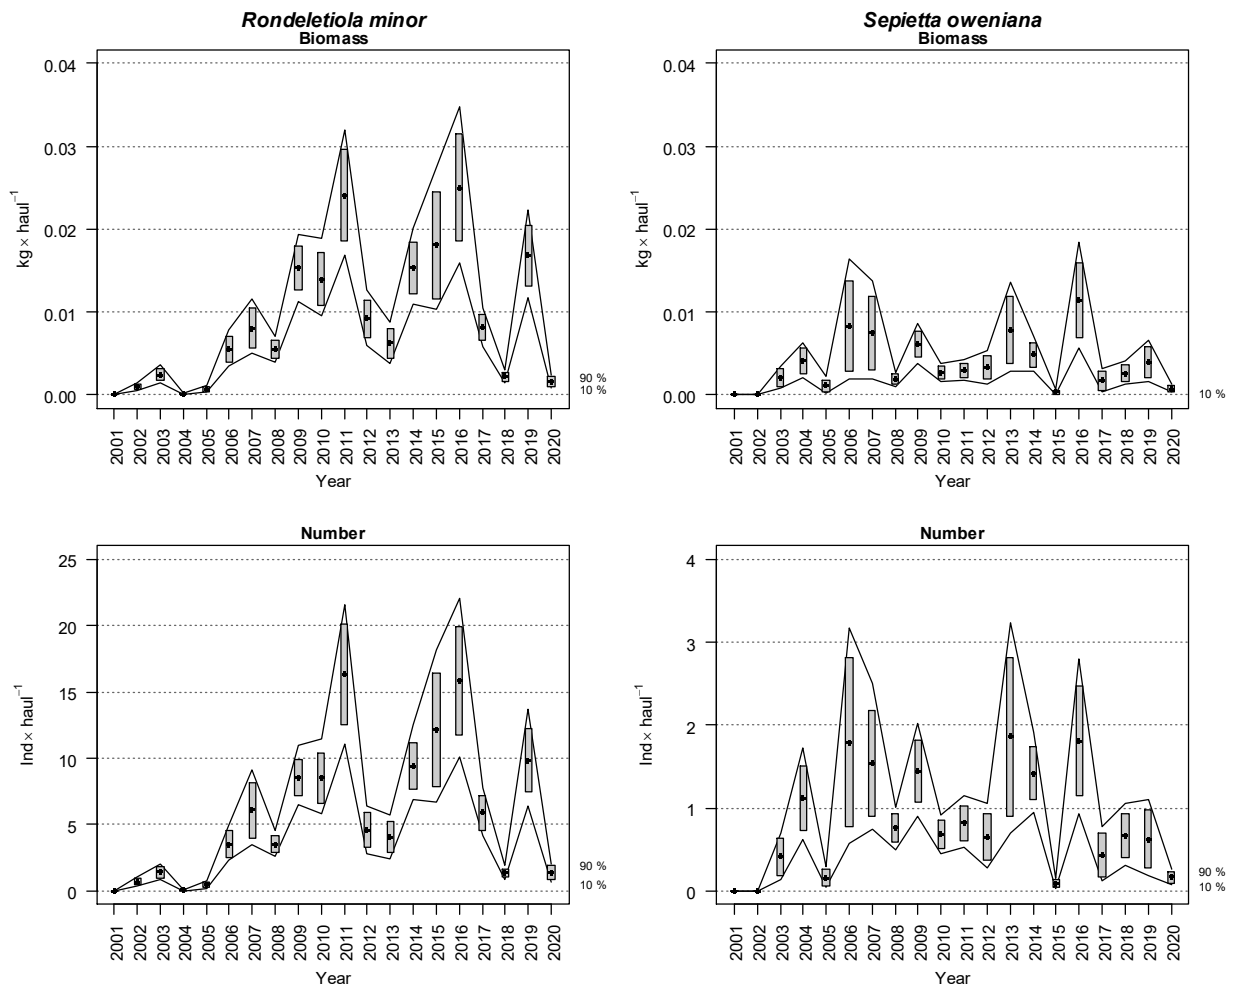 Rondeletiola minor
Biomass
0.04
0.03
0.02
0.01
0.00
kg × haul⁻¹
90 %
10 %
2001 2002 2003 2004 2005 2006 2007 2008 2009 2010 2011 2012 2013 2014 2015 2016 2017 2018 2019 2020
Year
Sepietta oweniana
Biomass
0.04
0.03
0.02
0.01
0.00
kg × haul⁻¹
10 %
2001 2002 2003 2004 2005 2006 2007 2008 2009 2010 2011 2012 2013 2014 2015 2016 2017 2018 2019 2020
Year
Number
25
20
15
10
5
0
Ind × haul⁻¹
90 %
10 %
2001 2002 2003 2004 2005 2006 2007 2008 2009 2010 2011 2012 2013 2014 2015 2016 2017 2018 2019 2020
Year
Number
4
3
2
1
0
Ind × haul⁻¹
90 %
10 %
2001 2002 2003 2004 2005 2006 2007 2008 2009 2010 2011 2012 2013 2014 2015 2016 2017 2018 2019 2020
Year